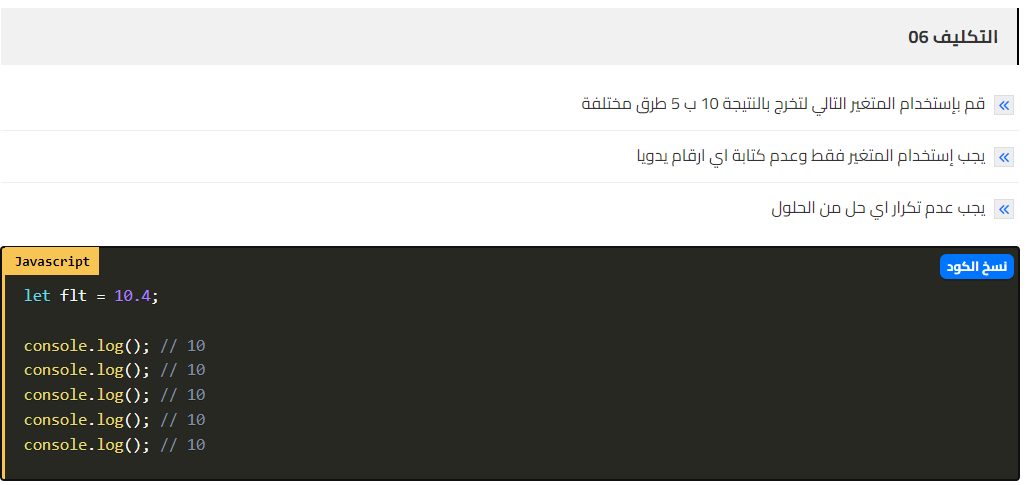 التكليف 06
قم بإستخدام المتغير التالي لتخرج بالنتيجة 10 ب 5 طرق مختلفة
يجب إستخدام المتغير فقط وعدم كتابة اي ارقام يدويا
يجب عدم تكرار اي حل من الحلول
Javascript
نسخ الكود
let flt = 10.4;
console.log(); // 10
console.log(); // 10
console.log(); // 10
console.log(); // 10
console.log(); // 10